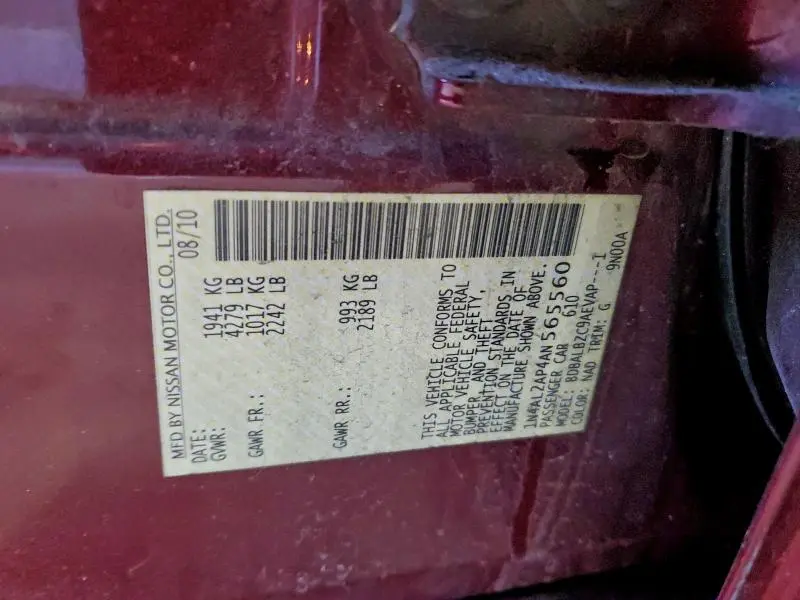 MFD BY NISSAN MOTOR CO., LTD.
DATE: 08/10
GVWR: 1941 KG
4279 LB
GAWR FR.: 1017 KG
2242 LB
GAWR RR.: 993 KG
2189 LB
THIS VEHICLE CONFORMS TO
ALL APPLICABLE FEDERAL
MOTOR VEHICLE SAFETY,
BUMPER, AND THEFT
PREVENTION STANDARDS IN
EFFECT ON THE DATE OF
MANUFACTURE SHOWN ABOVE.
1N4AL2AP4AN565560
PASSENGER CAR 610
MODEL: BDBALBZC9AEVAP---I
COLOR: NAD TRIM: G 9N00A